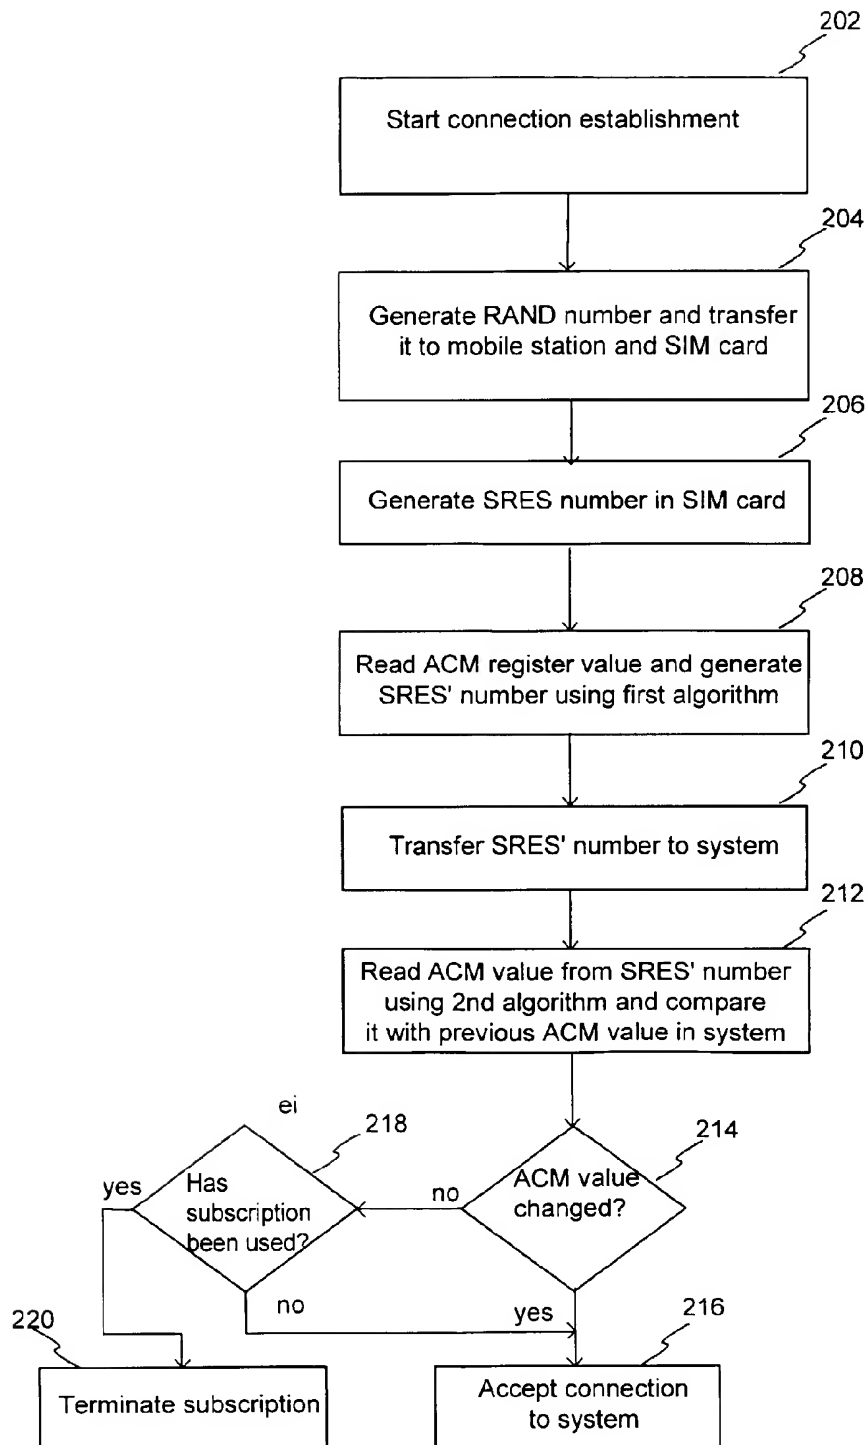 202
Start connection establishment
204
Generate RAND number and transfer
it to mobile station and SIM card
206
Generate SRES number in SIM card
208
Read ACM register value and generate
SRES' number using first algorithm
210
Transfer SRES' number to system
212
Read ACM value from SRES' number
using 2nd algorithm and compare
it with previous ACM value in system
ei
218
214
yes
Has
subscription
been used?
no
ACM value
changed?
no
yes
220
216
Terminate subscription
Accept connection
to system